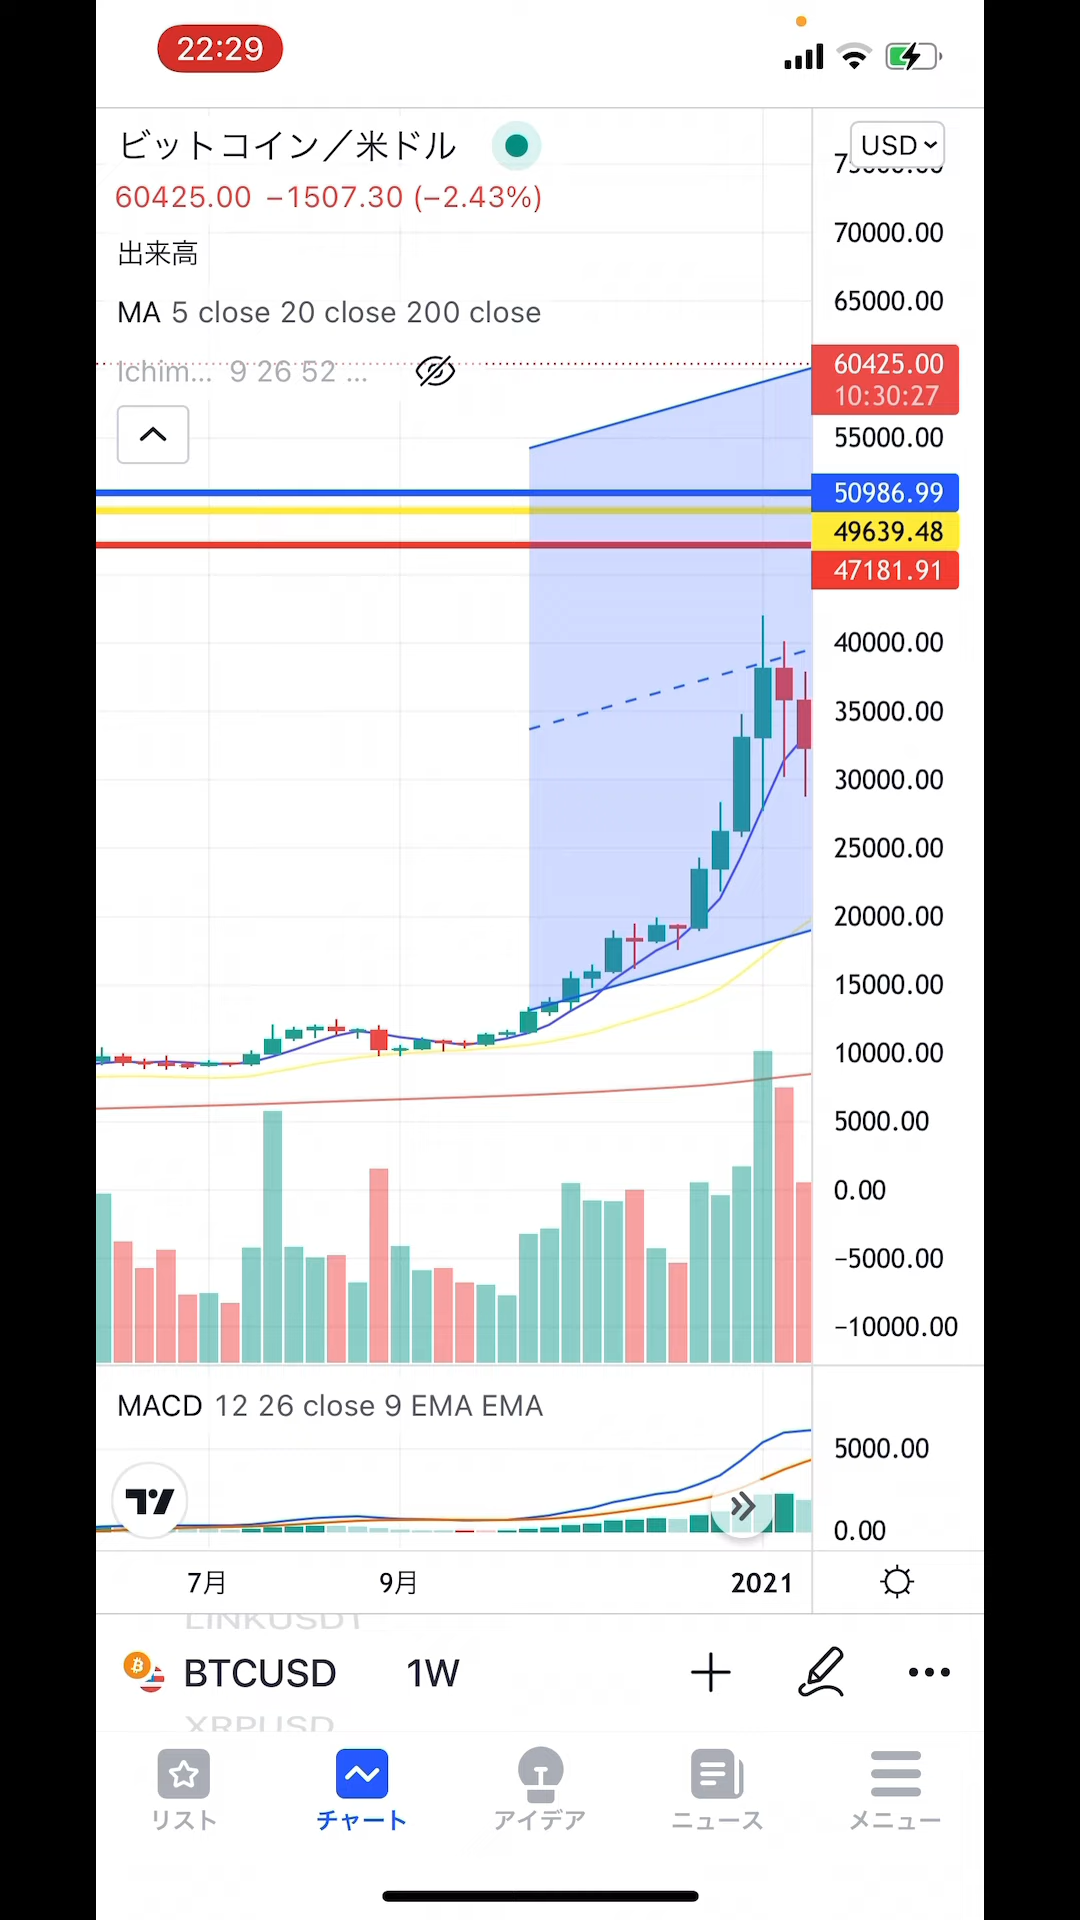 22:29
ビットコイン／米ドル
USD
60425.00 −1507.30 (−2.43%)
出来高
MA 5 close 20 close 200 close
Ichim... 9 26 52 ...
70000.00
65000.00
60425.00
10:30:27
55000.00
50986.99
49639.48
47181.91
40000.00
35000.00
30000.00
25000.00
20000.00
15000.00
10000.00
5000.00
0.00
−5000.00
−10000.00
MACD 12 26 close 9 EMA EMA
5000.00
0.00
7月 9月 2021
LINKUSDT
BTCUSD 1W
XRPUSD
リスト チャート アイデア ニュース メニュー